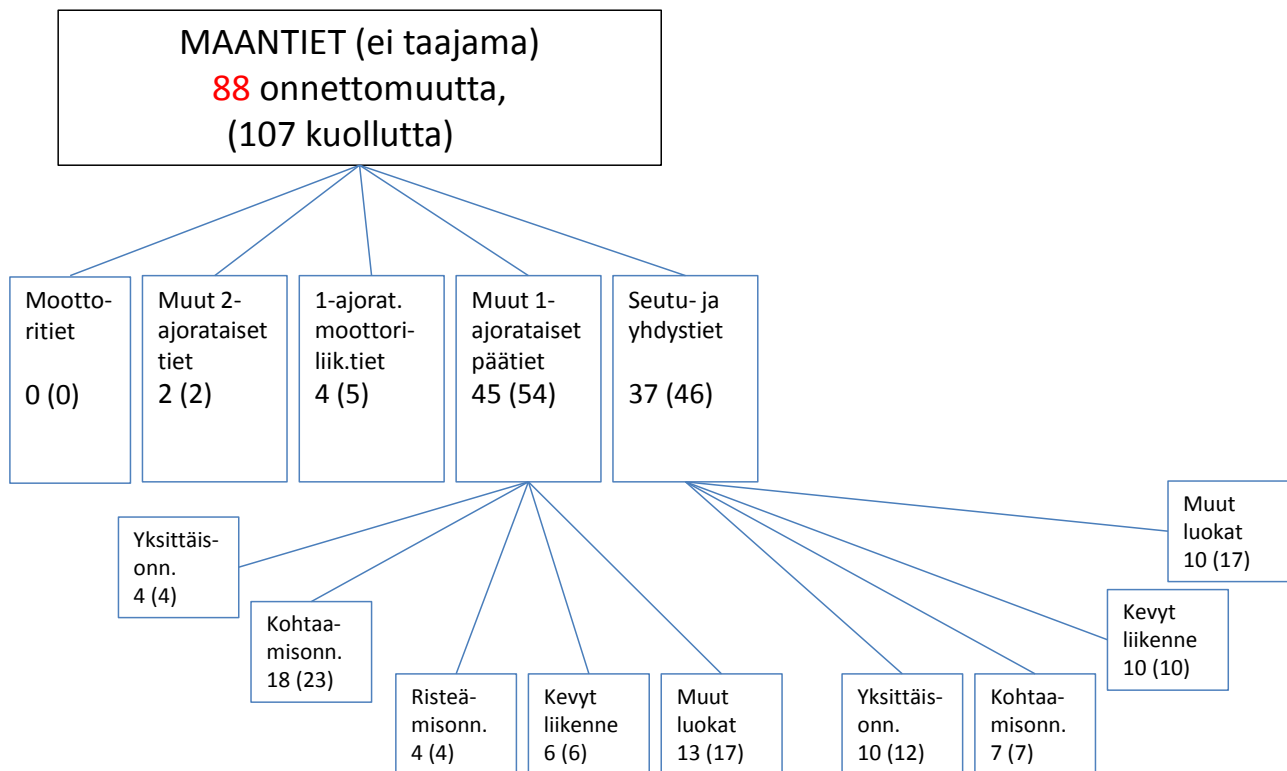 MAANTIET (ei taajama)
88 onnettomuutta,
(107 kuollutta)
Mootto-
ritiet
0 (0)
Muut 2-
ajorataiset
tiet
2 (2)
1-ajorat.
moottori-
liik.tiet
4 (5)
Muut 1-
ajorataiset
päätiet
45 (54)
Seutu- ja
yhdystiet
37 (46)
Yksittäis-
onn.
4 (4)
Kohtaa-
misonn.
18 (23)
Risteä-
misonn.
4 (4)
Kevyt
liikenne
6 (6)
Muut
luokat
13 (17)
Yksittäis-
onn.
10 (12)
Kohtaa-
misonn.
7 (7)
Kevyt
liikenne
10 (10)
Muut
luokat
10 (17)